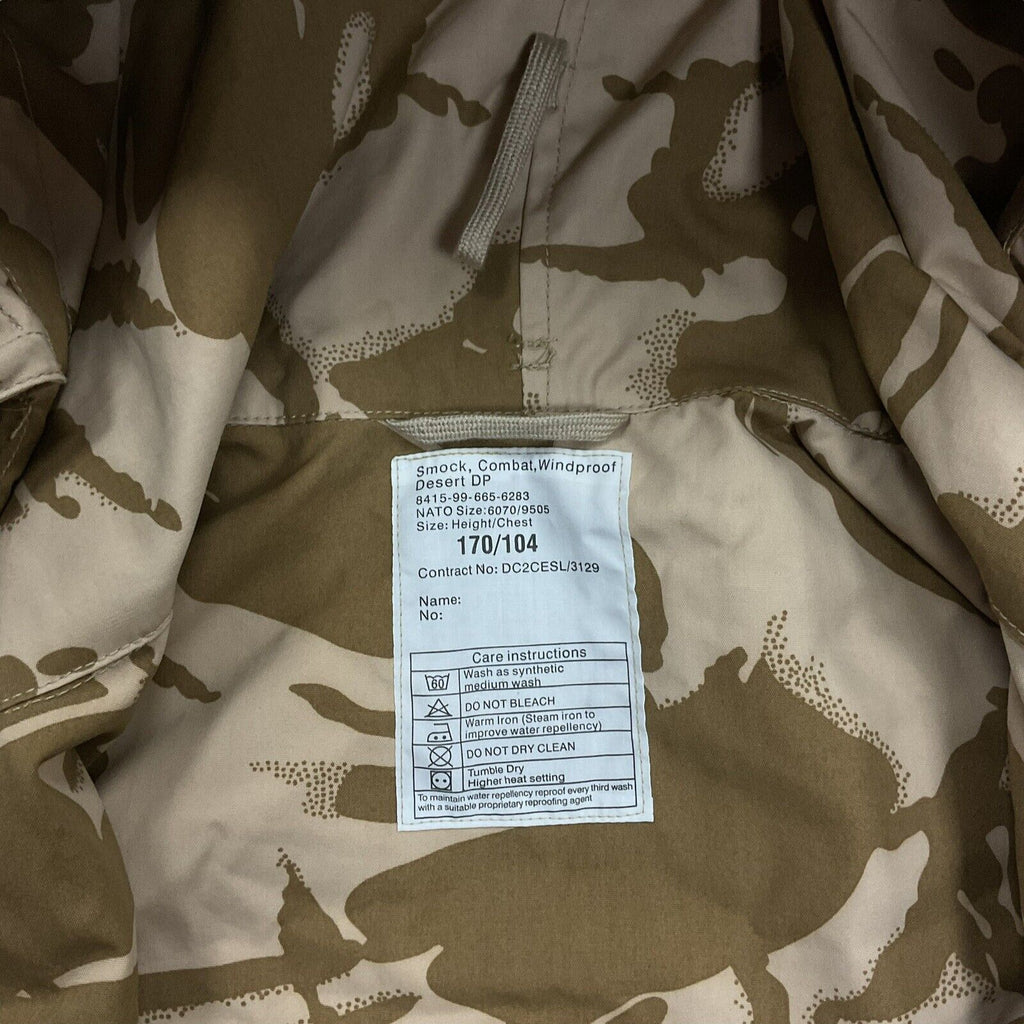 Smock, Combat,Windproof
Desert DP
8415-99-665-6283
NATO Size:6070/9505
Size: Height/Chest
170/104
Contract No: DC2CESL/3129
Name:
No:
Care instructions
60
Wash as synthetic
medium wash
DO NOT BLEACH
Warm Iron (Steam iron to
improve water repellency)
DO NOT DRY CLEAN
Tumble Dry
Higher heat setting
To maintain water repellency reproof every third wash
with a suitable proprietary reproofing agent